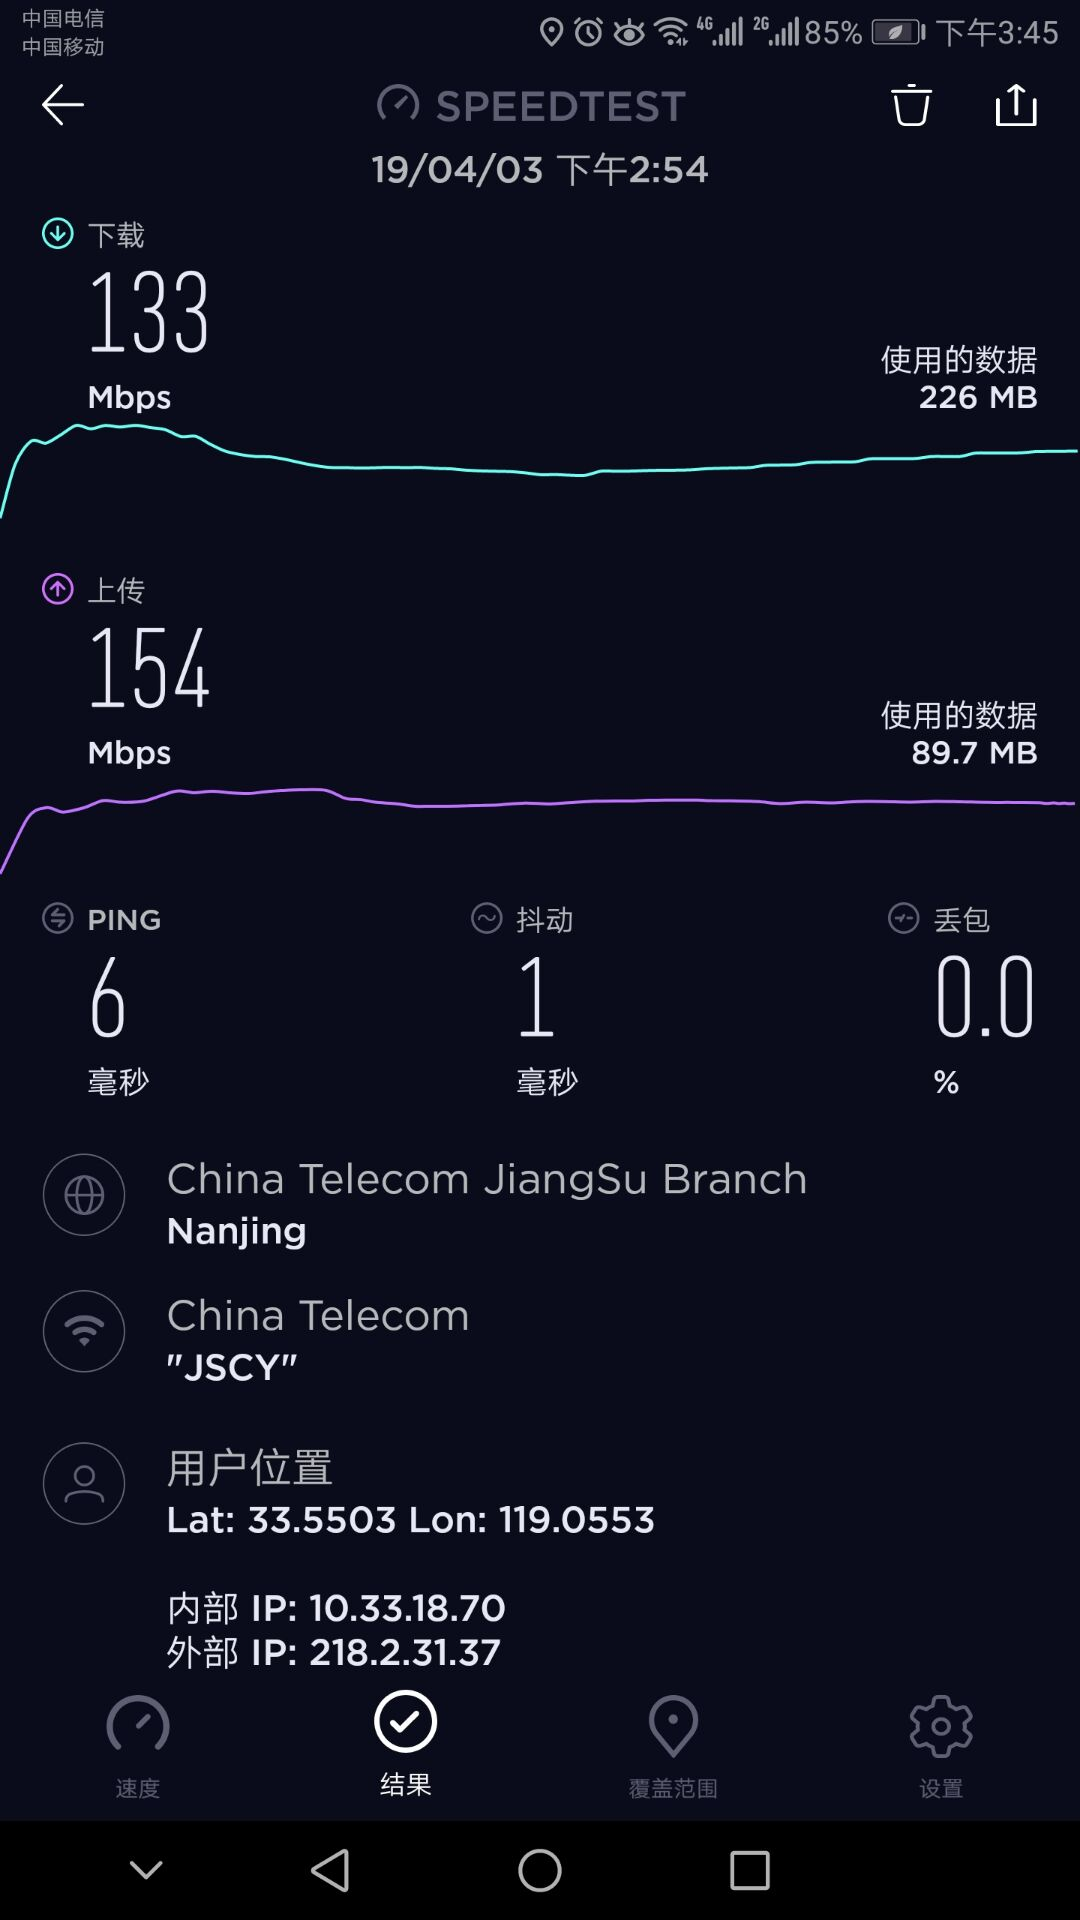 中国电信
中国移动
4G 2G 85% 下午3:45
SPEEDTEST
19/04/03 下午2:54
下载
133
Mbps
使用的数据
226 MB
上传
154
Mbps
使用的数据
89.7 MB
PING 抖动 丢包
6 1 0.0
毫秒 毫秒 %
China Telecom JiangSu Branch
Nanjing
China Telecom
"JSCY"
用户位置
Lat: 33.5503 Lon: 119.0553
内部 IP: 10.33.18.70
外部 IP: 218.2.31.37
速度 结果 覆盖范围 设置